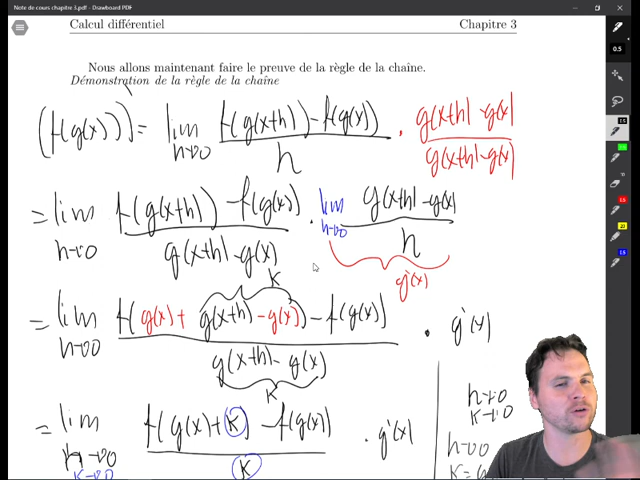 Note de cours chapitre 3.pdf - Drawboard PDF
Calcul différentiel Chapitre 3
Nous allons maintenant faire le preuve de la règle de la chaîne.
Démonstration de la règle de la chaîne
(f(g(x)))' = lim h→0 f(g(x+h)) - f(g(x)) / h · g(x+h) - g(x) / g(x+h) - g(x)
= lim h→0 f(g(x+h)) - f(g(x)) / g(x+h) - g(x) · lim h→0 g(x+h) - g(x) / h
g'(x)
K
= lim h→0 f(g(x) + g(x+h) - g(x)) - f(g(x)) / g(x+h) - g(x) · g'(x)
K
h→0
K→0
= lim K→0 f(g(x) + K) - f(g(x)) / K · g'(x)
h→0
K = g